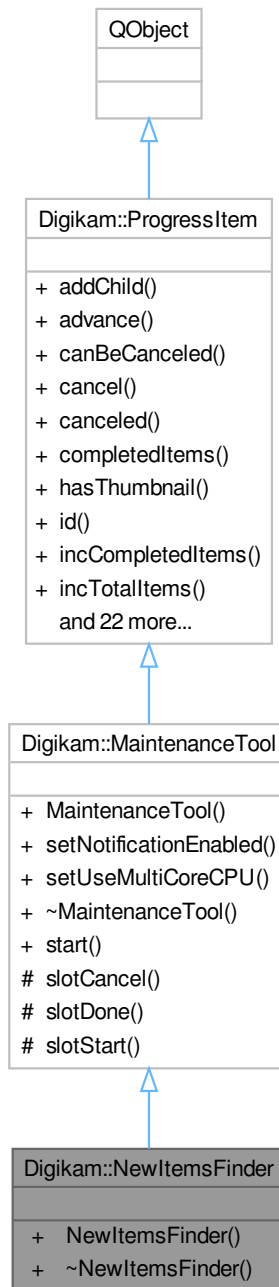 QObject
Digikam::ProgressItem
+ addChild()
+ advance()
+ canBeCanceled()
+ cancel()
+ canceled()
+ completedItems()
+ hasThumbnail()
+ id()
+ incCompletedItems()
+ incTotalItems()
and 22 more...
Digikam::MaintenanceTool
+ MaintenanceTool()
+ setNotificationEnabled()
+ setUseMultiCoreCPU()
+ ~MaintenanceTool()
+ start()
# slotCancel()
# slotDone()
# slotStart()
Digikam::NewItemsFinder
+ NewItemsFinder()
+ ~NewItemsFinder()